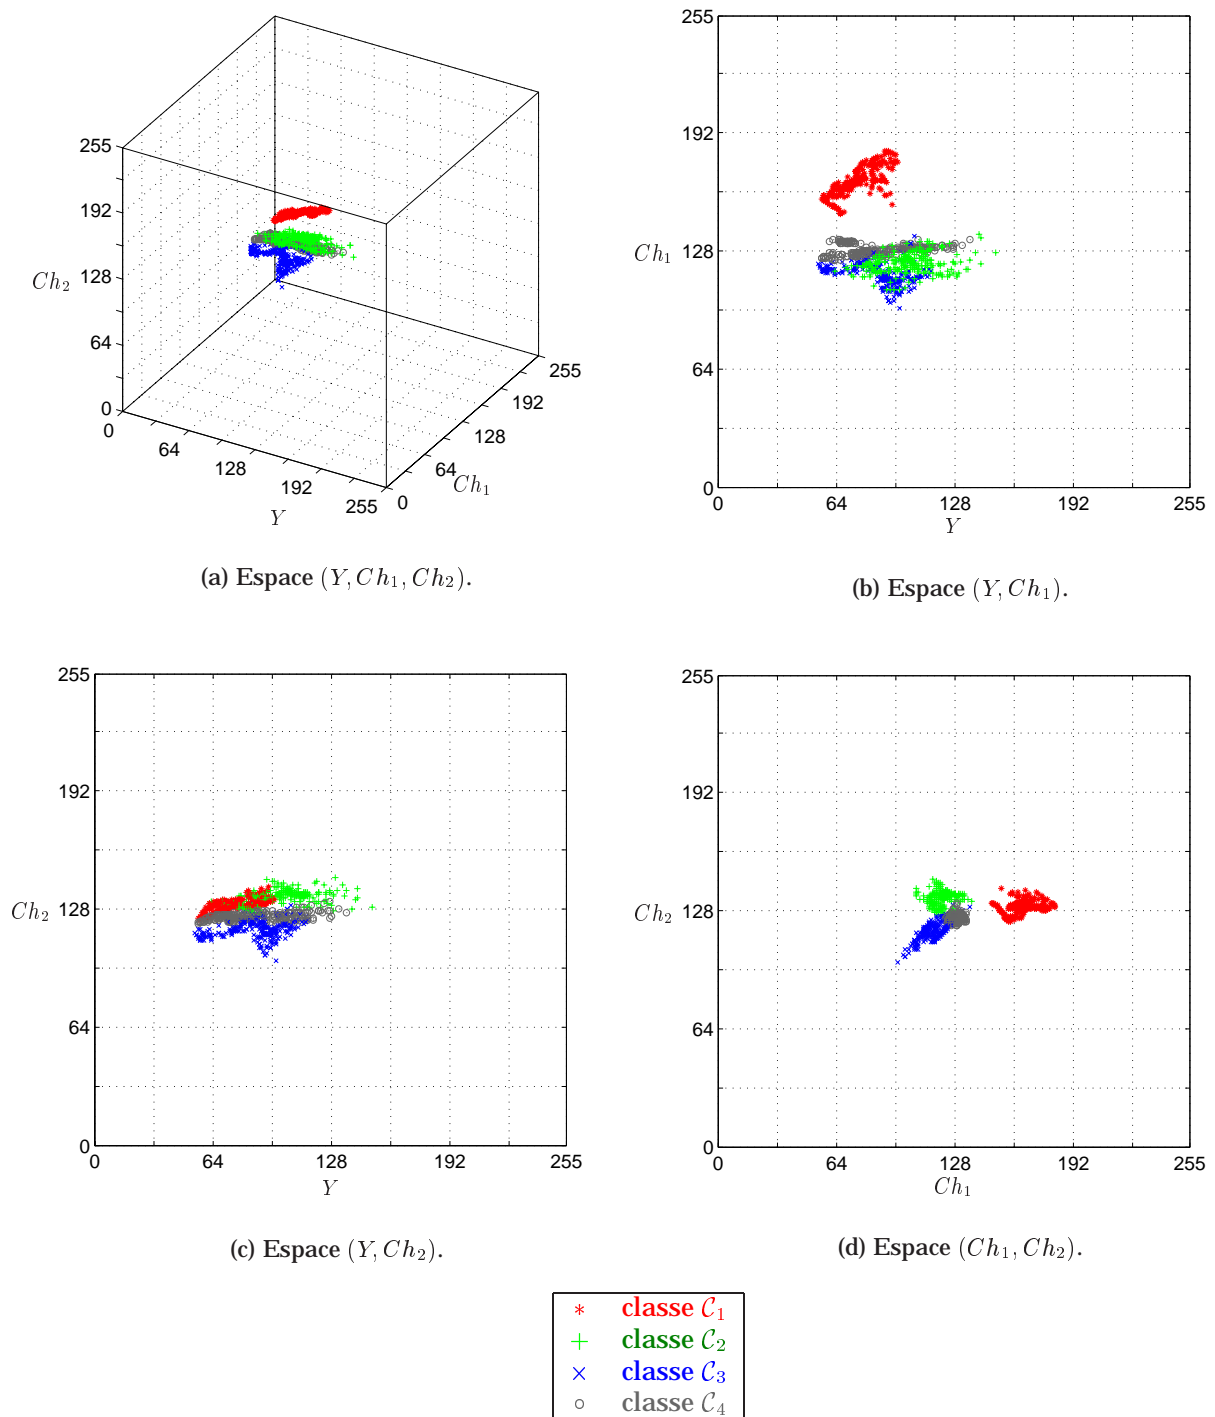 255
192
128
64
0
Ch₂
0
64
128
192
255
Y
0
64
128
192
255
Ch₁
(a) Espace (Y, Ch₁, Ch₂).
255
192
128
64
0
Ch₁
0
64
128
192
255
Y
(b) Espace (Y, Ch₁).
255
192
128
64
0
Ch₂
0
64
128
192
255
Y
(c) Espace (Y, Ch₂).
255
192
128
64
0
Ch₂
0
64
128
192
255
Ch₁
(d) Espace (Ch₁, Ch₂).
* classe C₁
+ classe C₂
× classe C₃
o classe C₄